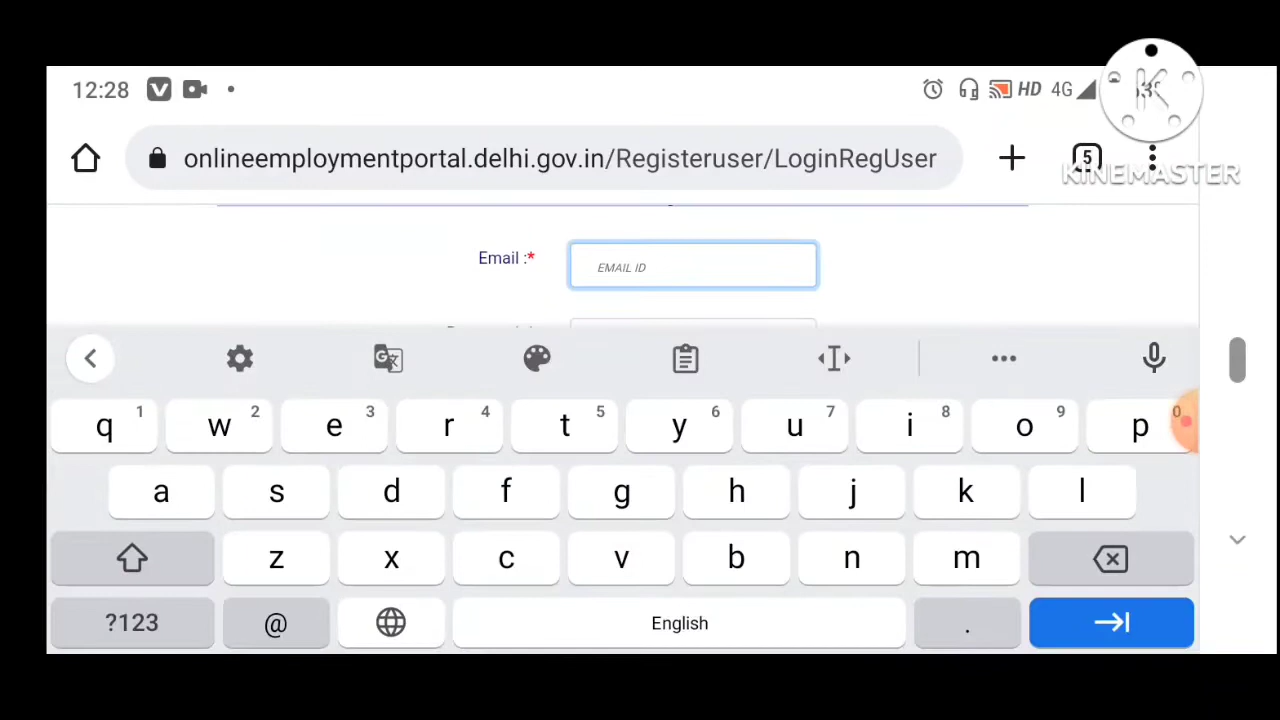 12:28 HD 4G
onlineemploymentportal.delhi.gov.in/Registeruser/LoginRegUser 5
KINEMASTER
Email :*
EMAIL ID
q 1 w 2 e 3 r 4 t 5 y 6 u 7 i 8 o 9 p 0
a s d f g h j k l
z x c v b n m
?123 @ English .